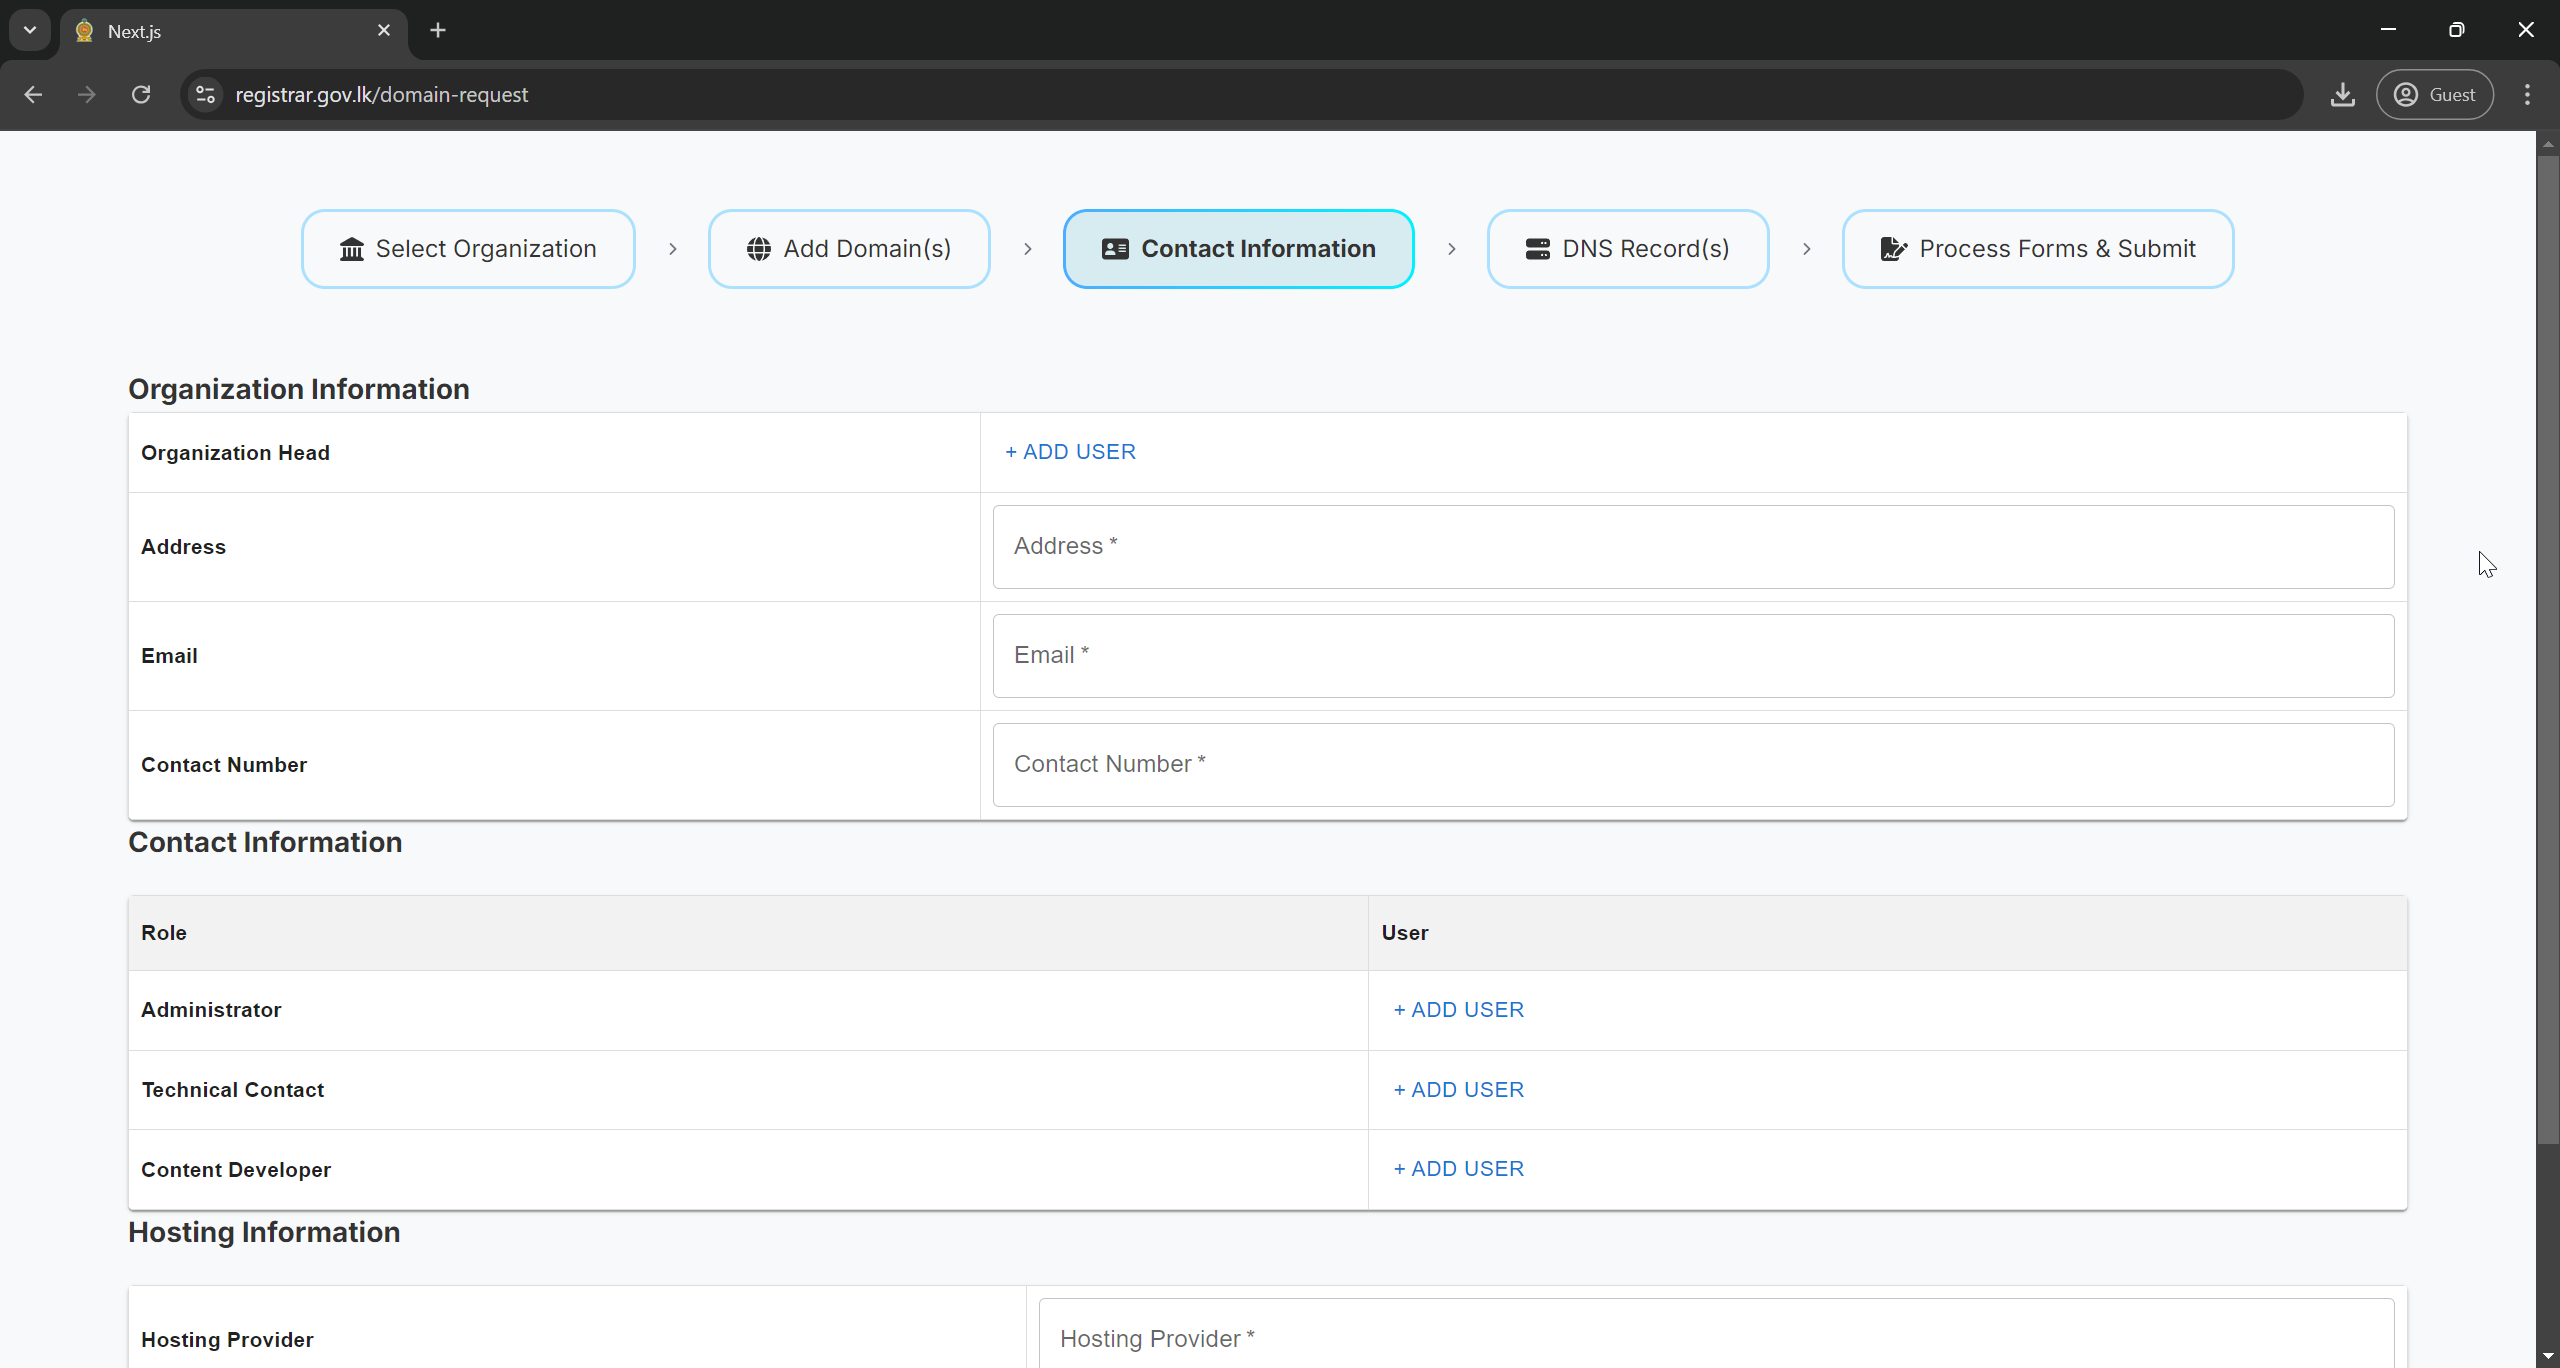 Next.js
registrar.gov.lk/domain-request
Guest
Select Organization
Add Domain(s)
Contact Information
DNS Record(s)
Process Forms & Submit
Organization Information
Organization Head
+ ADD USER
Address
Address *
Email
Email *
Contact Number
Contact Number *
Contact Information
Role
User
Administrator
+ ADD USER
Technical Contact
+ ADD USER
Content Developer
+ ADD USER
Hosting Information
Hosting Provider
Hosting Provider *